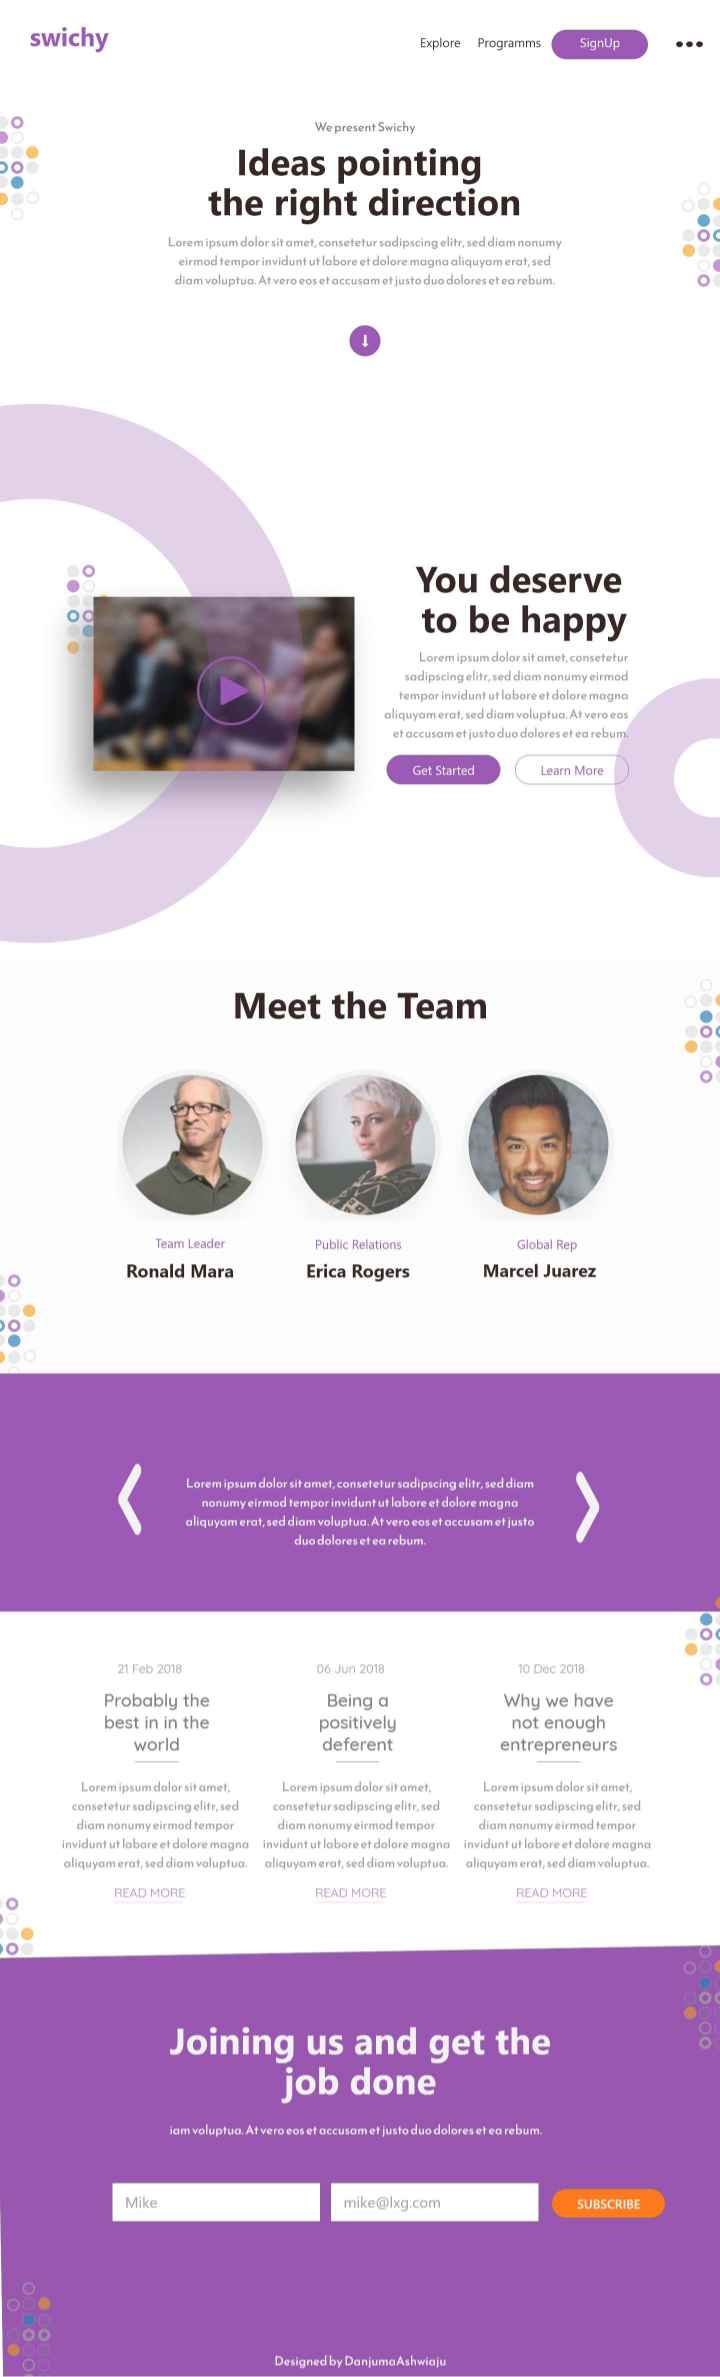 swichy
Explore Programms SignUp
We present Swichy
Ideas pointing
the right direction
Lorem ipsum dolor sit amet, consetetur sadipscing elitr, sed diam nonumy
eirmod tempor invidunt ut labore et dolore magna aliquyam erat, sed
diam voluptua. At vero eos et accusam et justo duo dolores et ea rebum.
You deserve
to be happy
Lorem ipsum dolor sit amet, consetetur
sadipscing elitr, sed diam nonumy eirmod
tempor invidunt ut labore et dolore magna
aliquyam erat, sed diam voluptua. At vero eos
et accusam et justo duo dolores et ea rebum.
Get Started Learn More
Meet the Team
Team Leader
Ronald Mara
Public Relations
Erica Rogers
Global Rep
Marcel Juarez
Lorem ipsum dolor sit amet, consetetur sadipscing elitr, sed diam
nonumy eirmod tempor invidunt ut labore et dolore magna
aliquyam erat, sed diam voluptua. At vero eos et accusam et justo
duo dolores et ea rebum.
21 Feb 2018
Probably the
best in in the
world
Lorem ipsum dolor sit amet,
consetetur sadipscing elitr, sed
diam nonumy eirmod tempor
invidunt ut labore et dolore magna
aliquyam erat, sed diam voluptua.
READ MORE
06 Jun 2018
Being a
positively
deferent
Lorem ipsum dolor sit amet,
consetetur sadipscing elitr, sed
diam nonumy eirmod tempor
invidunt ut labore et dolore magna
aliquyam erat, sed diam voluptua.
READ MORE
10 Dec 2018
Why we have
not enough
entrepreneurs
Lorem ipsum dolor sit amet,
consetetur sadipscing elitr, sed
diam nonumy eirmod tempor
invidunt ut labore et dolore magna
aliquyam erat, sed diam voluptua.
READ MORE
Joining us and get the
job done
iam voluptua. At vero eos et accusam et justo duo dolores et ea rebum.
Mike mike@lxg.com SUBSCRIBE
Designed by DanjumaAshwiaju